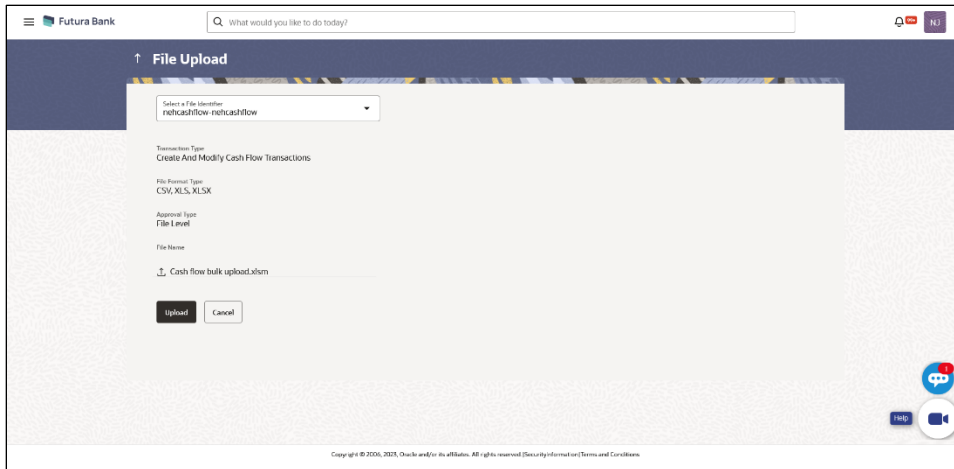 Futura Bank
What would you like to do today?
99+
NJ
File Upload
Select a File Identifier
nehcashflow-nehcashflow
Transaction Type
Create And Modify Cash Flow Transactions
File Format Type
CSV, XLS, XLSX
Approval Type
File Level
File Name
Cash flow bulk upload.xlsm
Upload
Cancel
1
Help
Copyright © 2006, 2023, Oracle and/or its affiliates. All rights reserved.|SecurityInformation|Terms and Conditions